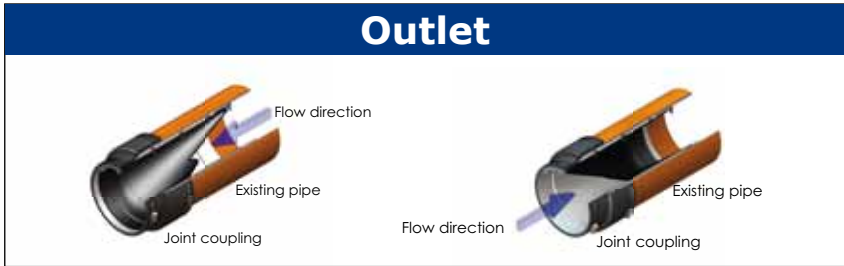 Outlet
Flow direction
Existing pipe
Joint coupling
Existing pipe
Flow direction
Joint coupling